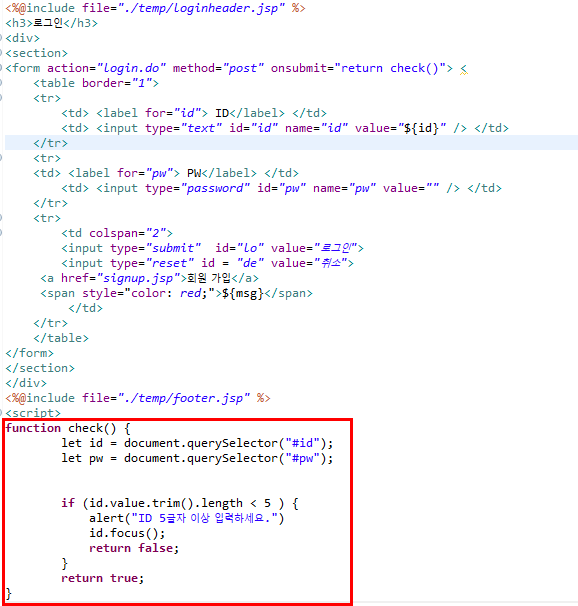 <%@include file="./temp/loginheader.jsp" %>
<h3>로그인</h3>
<div>
<section>
<form action="login.do" method="post" onsubmit="return check()"> <
<table border="1">
<tr>
<td> <label for="id"> ID</label> </td>
<td> <input type="text" id="id" name="id" value="${id}" /> </td>
</tr>
<tr>
<td> <label for="pw"> PW</label> </td>
<td> <input type="password" id="pw" name="pw" value="" /> </td>
</tr>
<tr>
<td colspan="2">
<input type="submit"  id="lo" value="로그인">
<input type="reset" id = "de" value="취소">
<a href="signup.jsp">회원 가입</a>
<span style="color: red;">${msg}</span>
</td>
</tr>
</table>
</form>
</section>
</div>
<%@include file="./temp/footer.jsp" %>
<script>
function check() {
let id = document.querySelector("#id");
let pw = document.querySelector("#pw");
if (id.value.trim().length < 5 ) {
alert("ID 5글자 이상 입력하세요.")
id.focus();
return false;
}
return true;
}